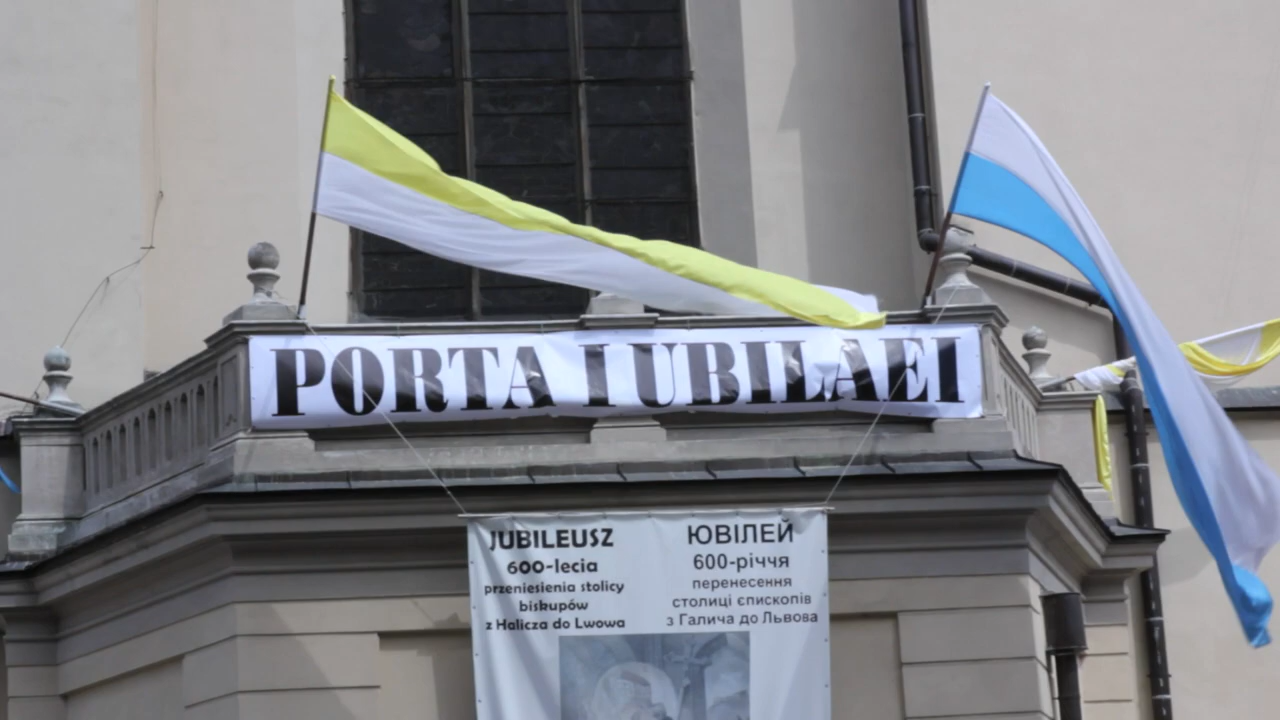 PORTA IUBILAEI
JUBILEUSZ
600-lecia
przeniesienia stolicy
biskupów
z Halicza do Lwowa
ЮВІЛЕЙ
600-річчя
перенесення
столиці єпископів
з Галича до Львова